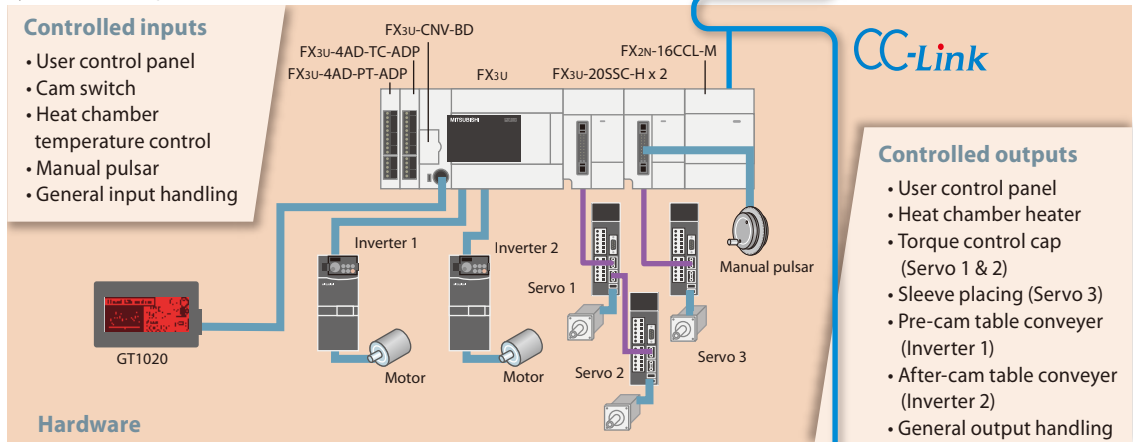 Controlled inputs
• User control panel
• Cam switch
• Heat chamber
temperature control
• Manual pulsar
• General input handling
FX3U-CNV-BD
FX3U-4AD-TC-ADP
FX3U-4AD-PT-ADP
FX3U
FX3U-20SSC-H x 2
FX2N-16CCL-M
CC-Link
MITSUBISHI
Inverter 1
Inverter 2
Manual pulsar
Servo 1
Servo 2
Servo 3
Motor
Motor
GT1020
Hardware
Controlled outputs
• User control panel
• Heat chamber heater
• Torque control cap
(Servo 1 & 2)
• Sleeve placing (Servo 3)
• Pre-cam table conveyer
(Inverter 1)
• After-cam table conveyer
(Inverter 2)
• General output handling